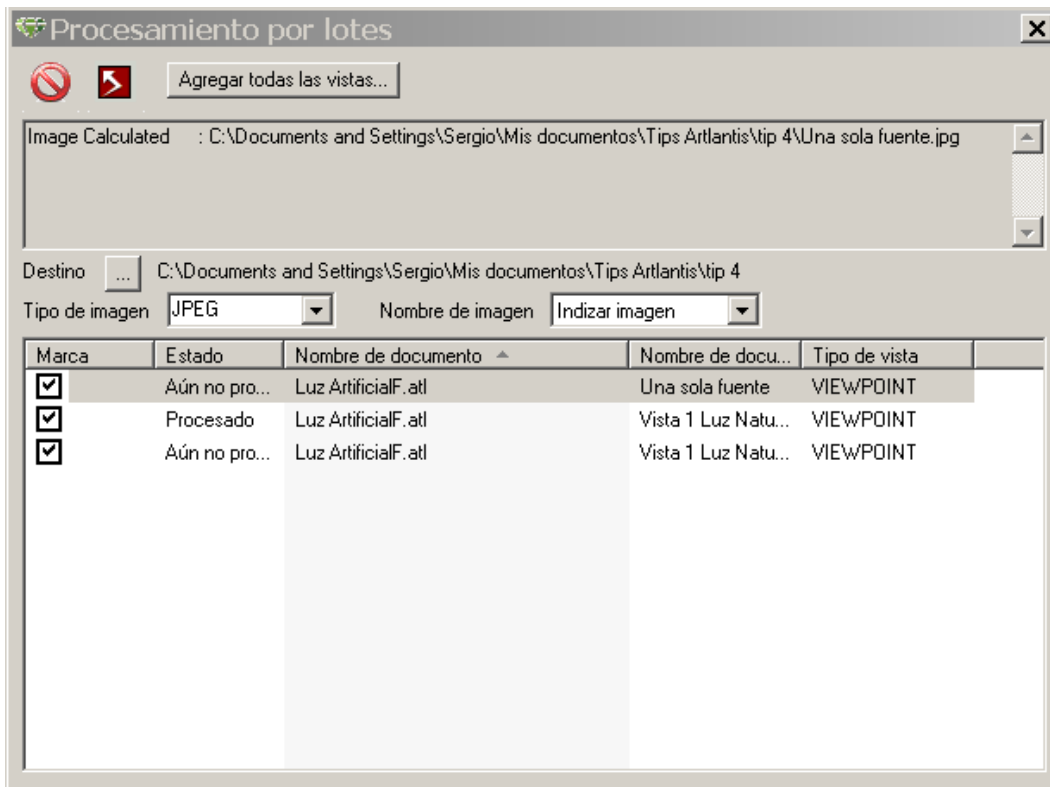 Procesamiento por lotes
Agregar todas las vistas...
Image Calculated : C:\Documents and Settings\Sergio\Mis documentos\Tips Artlantis\tip 4\Una sola fuente.jpg
Destino ... C:\Documents and Settings\Sergio\Mis documentos\Tips Artlantis\tip 4
Tipo de imagen JPEG Nombre de imagen Indizar imagen
Marca Estado Nombre de documento Nombre de docu... Tipo de vista
Aún no pro... Luz ArtificialF.atl Una sola fuente VIEWPOINT
Procesado Luz ArtificialF.atl Vista 1 Luz Natu... VIEWPOINT
Aún no pro... Luz ArtificialF.atl Vista 1 Luz Natu... VIEWPOINT